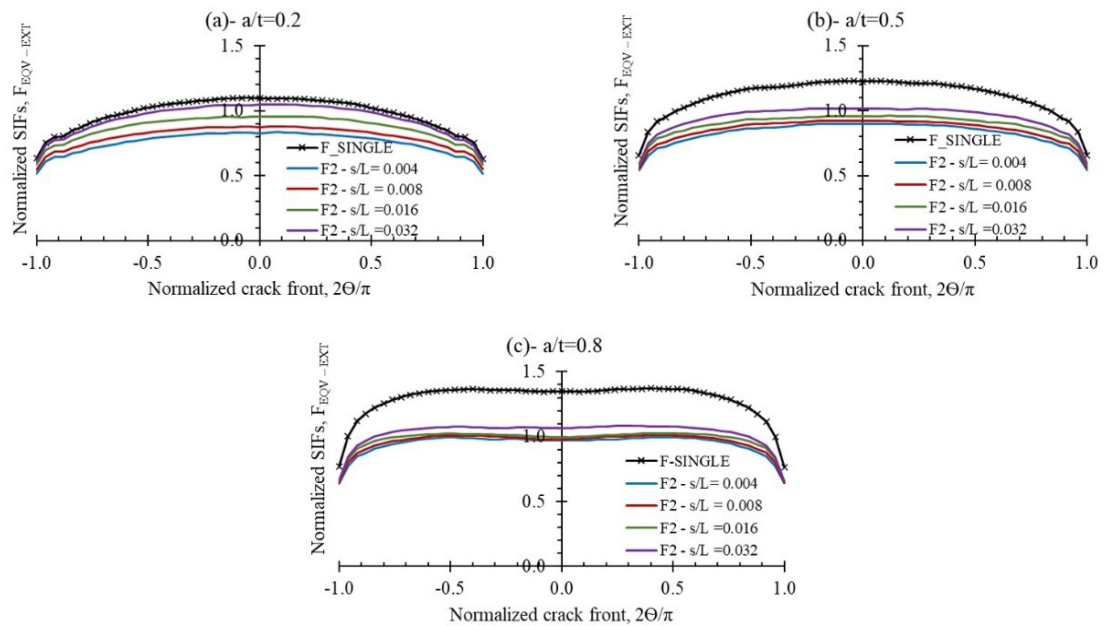 (a)- a/t=0.2
Normalized SIFs, F_EQV-EXT
1.5
1.0
0.5
0.0
F_SINGLE
F2 - s/L= 0.004
F2 - s/L= 0.008
F2 - s/L =0.016
F2 - s/L =0.032
-1.0 -0.5 0.0 0.5 1.0
Normalized crack front, 2Θ/π
(b)- a/t=0.5
Normalized SIFs, F_EQV-EXT
1.5
1.0
0.5
0.0
F_SINGLE
F2 - s/L= 0.004
F2 - s/L= 0.008
F2 - s/L =0.016
F2 - s/L =0.032
-1.0 -0.5 0.0 0.5 1.0
Normalized crack front, 2Θ/π
(c)- a/t=0.8
Normalized SIFs, F_EQV-EXT
1.5
1.0
0.5
0.0
F-SINGLE
F2 - s/L= 0.004
F2 - s/L= 0.008
F2 - s/L =0.016
F2 - s/L =0.032
-1.0 -0.5 0.0 0.5 1.0
Normalized crack front, 2Θ/π